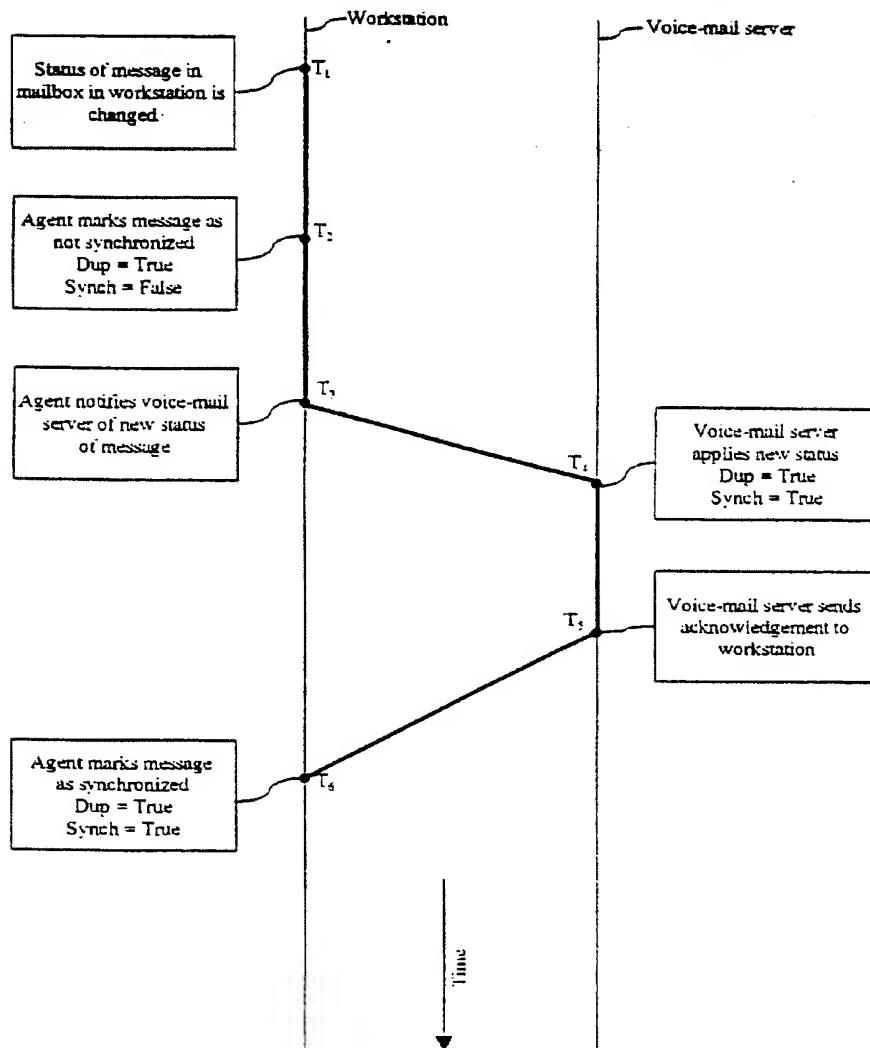 Workstation
Voice-mail server
Status of message in
mailbox in workstation is
changed
T₁
Agent marks message as
not synchronized
Dup = True
Synch = False
T₂
Agent notifies voice-mail
server of new status
of message
T₃
Voice-mail server
applies new status
Dup = True
Synch = True
T₄
Voice-mail server sends
acknowledgement to
workstation
T₅
Agent marks message
as synchronized
Dup = True
Synch = True
T₆
Time